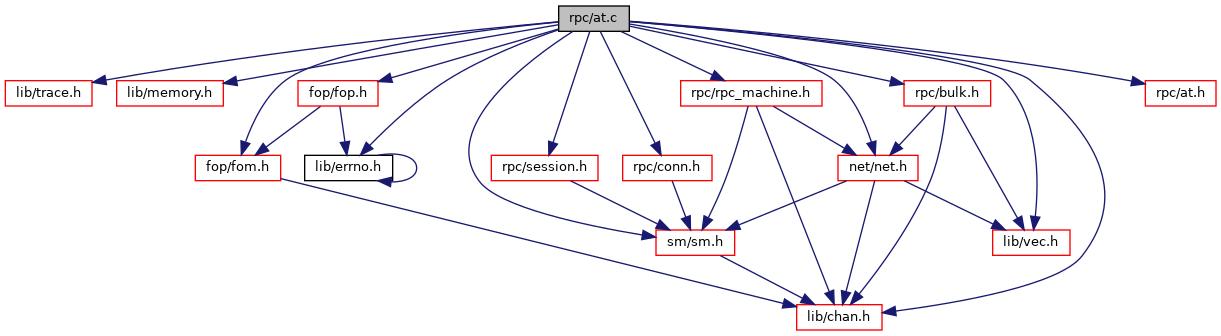 rpc/at.c
lib/trace.h
lib/memory.h
fop/fop.h
rpc/rpc_machine.h
rpc/bulk.h
rpc/at.h
fop/fom.h
lib/errno.h
rpc/session.h
rpc/conn.h
net/net.h
sm/sm.h
lib/vec.h
lib/chan.h